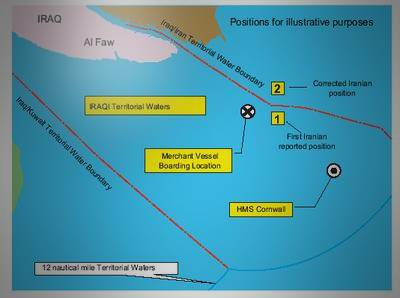 IRAQ
Positions for illustrative purposes
Al Faw
Iraq/Iran Territorial Water Boundary
2
Corrected Iranian
position
IRAQI Territorial Waters
1
First Iranian
reported position
Merchant Vessel
Boarding Location
Iraq/Kuwait Territorial Water Boundary
HMS Cornwall
12 nautical mile Territorial Waters